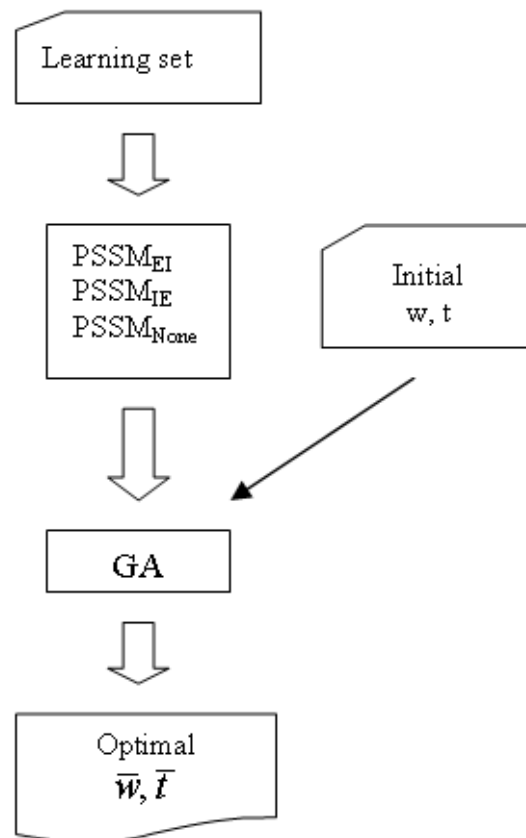 Learning set
PSSM_EI
PSSM_IE
PSSM_None
Initial
w, t
GA
Optimal
w̅, t̅